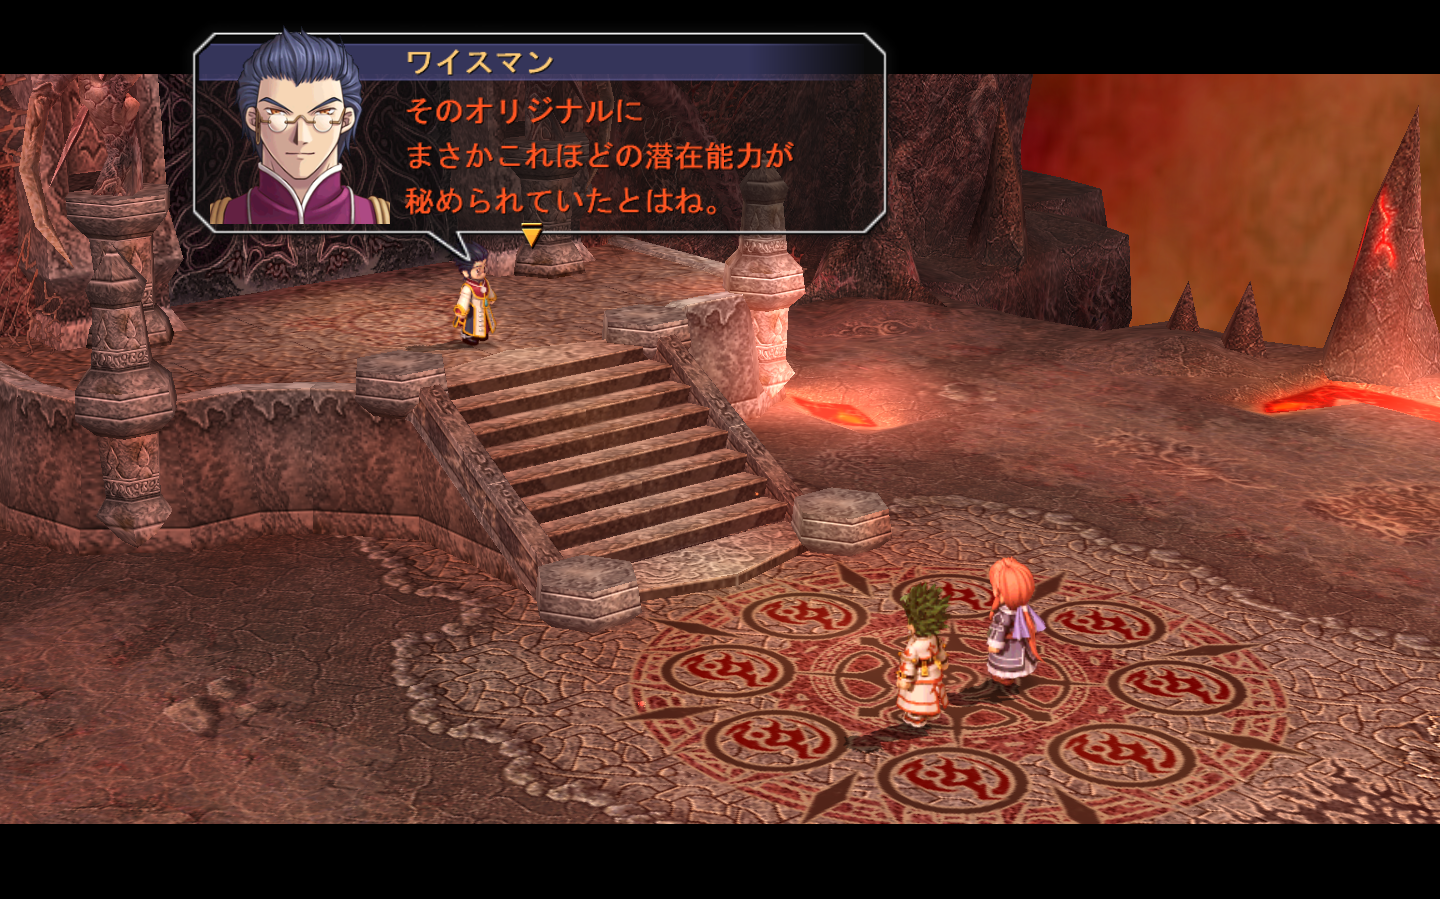 ワイスマン
そのオリジナルに
まさかこれほどの潜在能力が
秘められていたとはね。